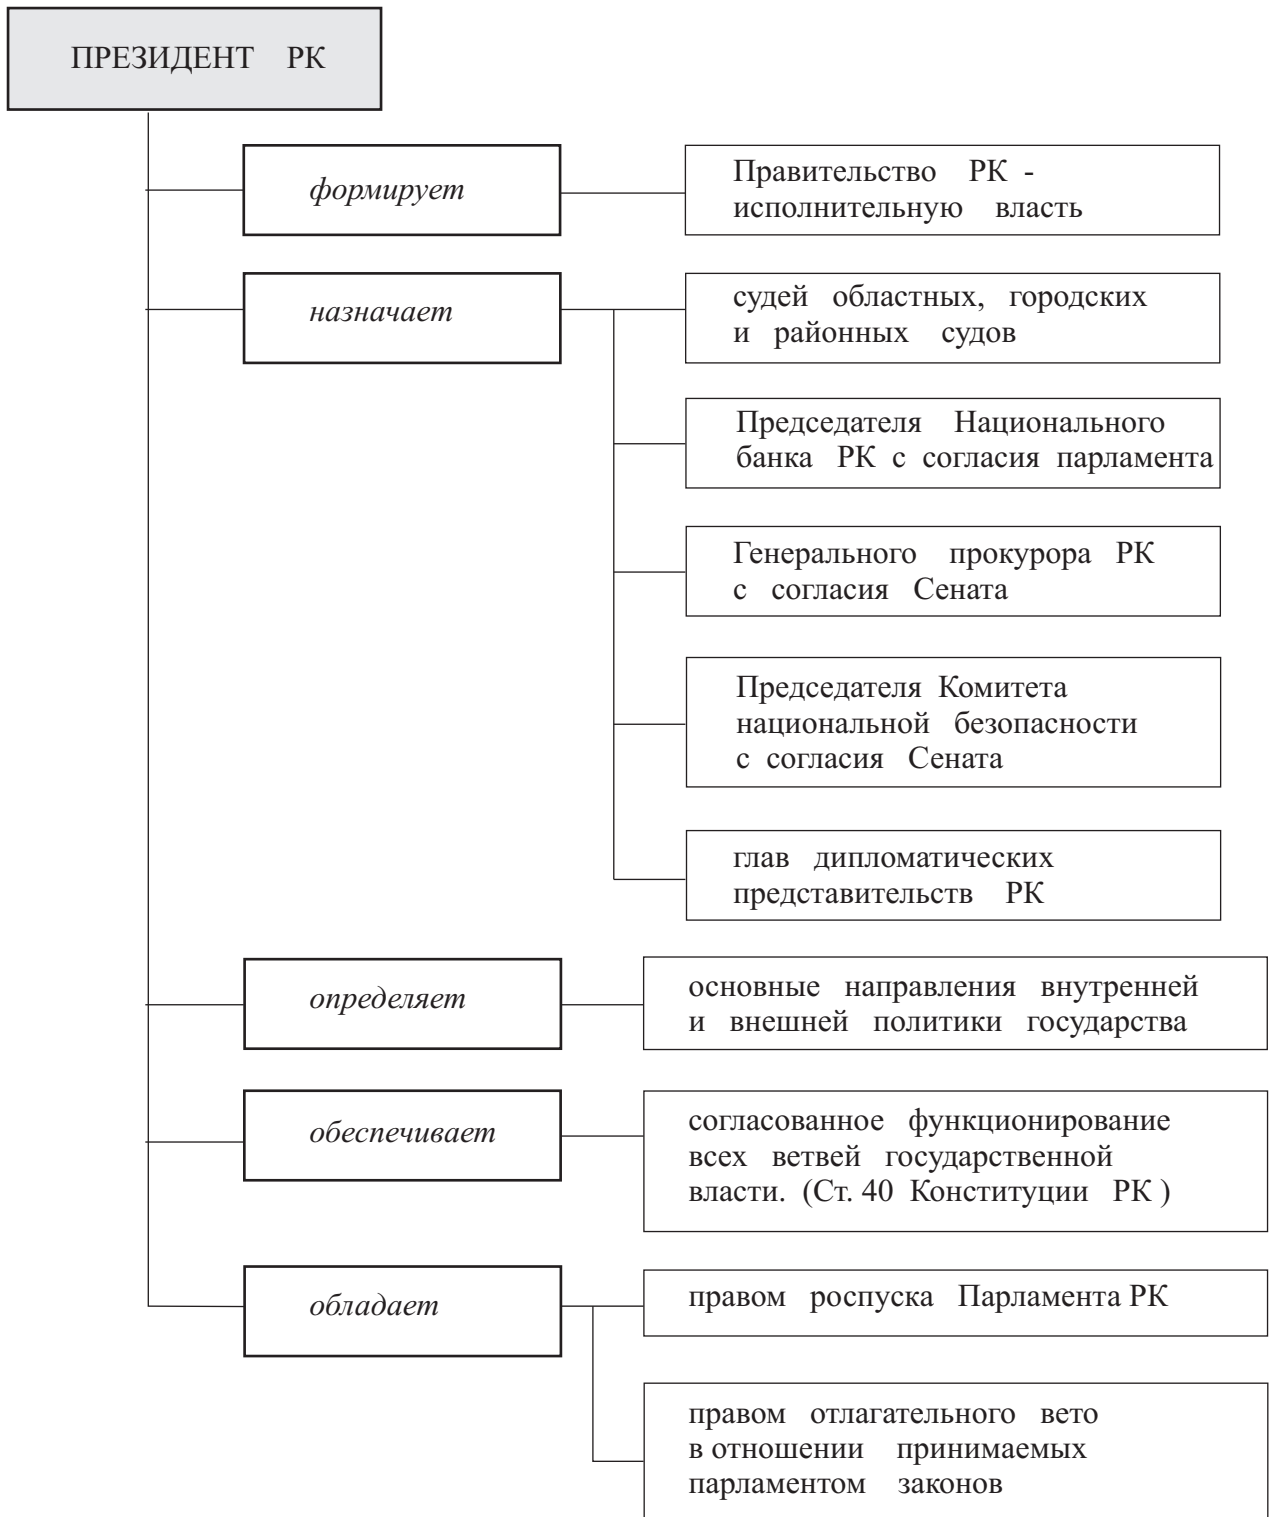 ПРЕЗИДЕНТ РК
формирует
Правительство РК -
исполнительную власть
назначает
судей областных, городских
и районных судов
Председателя Национального
банка РК с согласия парламента
Генерального прокурора РК
с согласия Сената
Председателя Комитета
национальной безопасности
с согласия Сената
глав дипломатических
представительств РК
определяет
основные направления внутренней
и внешней политики государства
обеспечивает
согласованное функционирование
всех ветвей государственной
власти. (Ст. 40 Конституции РК )
обладает
правом роспуска Парламента РК
правом отлагательного вето
в отношении принимаемых
парламентом законов